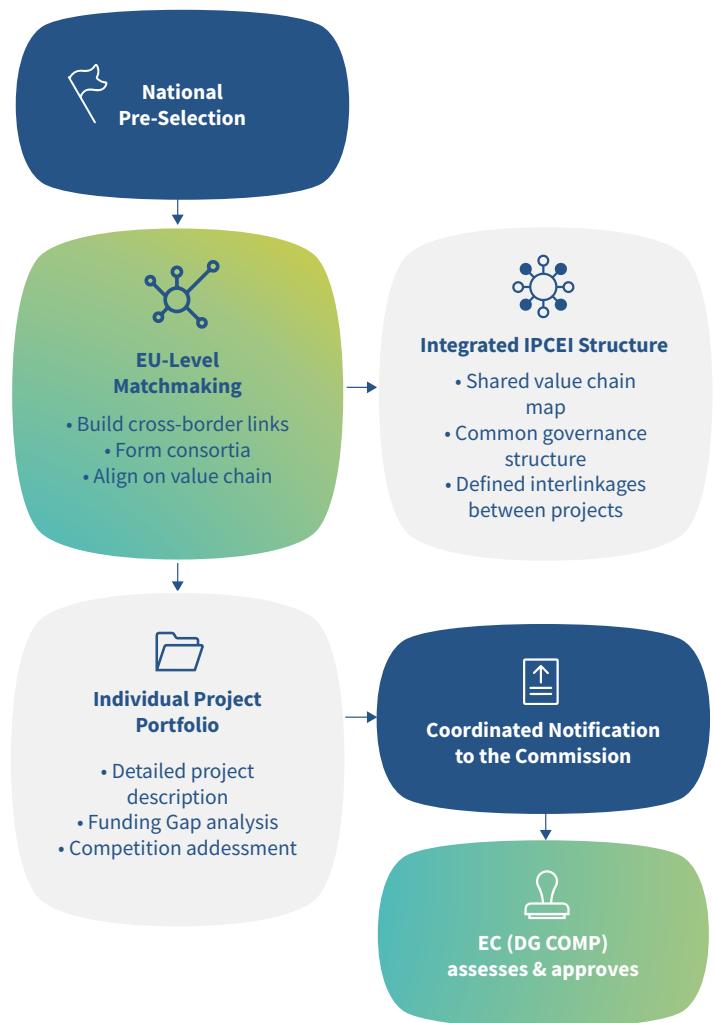 National
Pre-Selection
EU-Level
Matchmaking
• Build cross-border links
• Form consortia
• Align on value chain
Integrated IPCEI Structure
• Shared value chain
map
• Common governance
structure
• Defined interlinkages
between projects
Individual Project
Portfolio
• Detailed project
description
• Funding Gap analysis
• Competition addessment
Coordinated Notification
to the Commission
EC (DG COMP)
assesses & approves